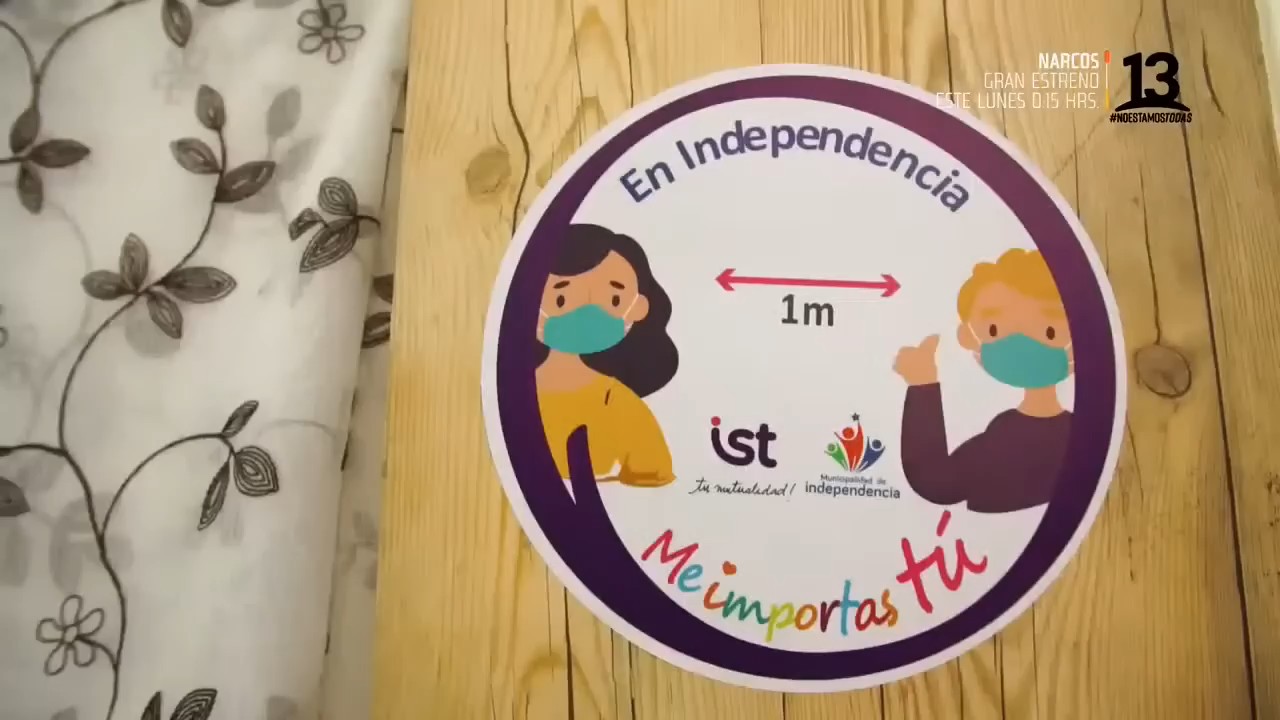 NARCOS
GRAN ESTRENO
ESTE LUNES 0:15 HRS.
13
#NOESTAMOSTODAS
En Independencia
1m
ist
tu mutualidad!
Municipalidad de
independencia
Me importas tú